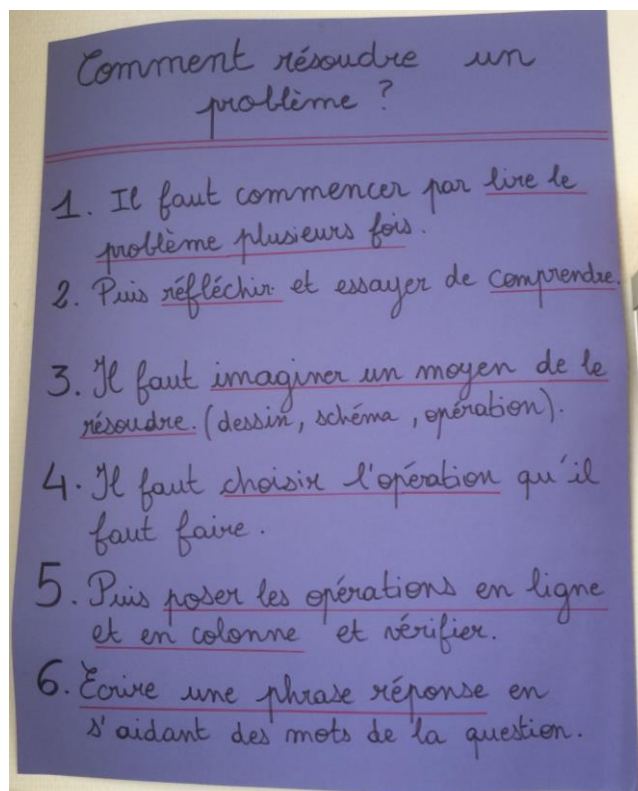 Comment résoudre un
problème ?
1. Il faut commencer par lire le
problème plusieurs fois.
2. Puis réfléchir et essayer de comprendre.
3. Il faut imaginer un moyen de le
résoudre. (dessin, schéma, opération).
4. Il faut choisir l'opération qu'il
faut faire.
5. Puis poser les opérations en ligne
et en colonne et vérifier.
6. Ecrire une phrase réponse en
s'aidant des mots de la question.